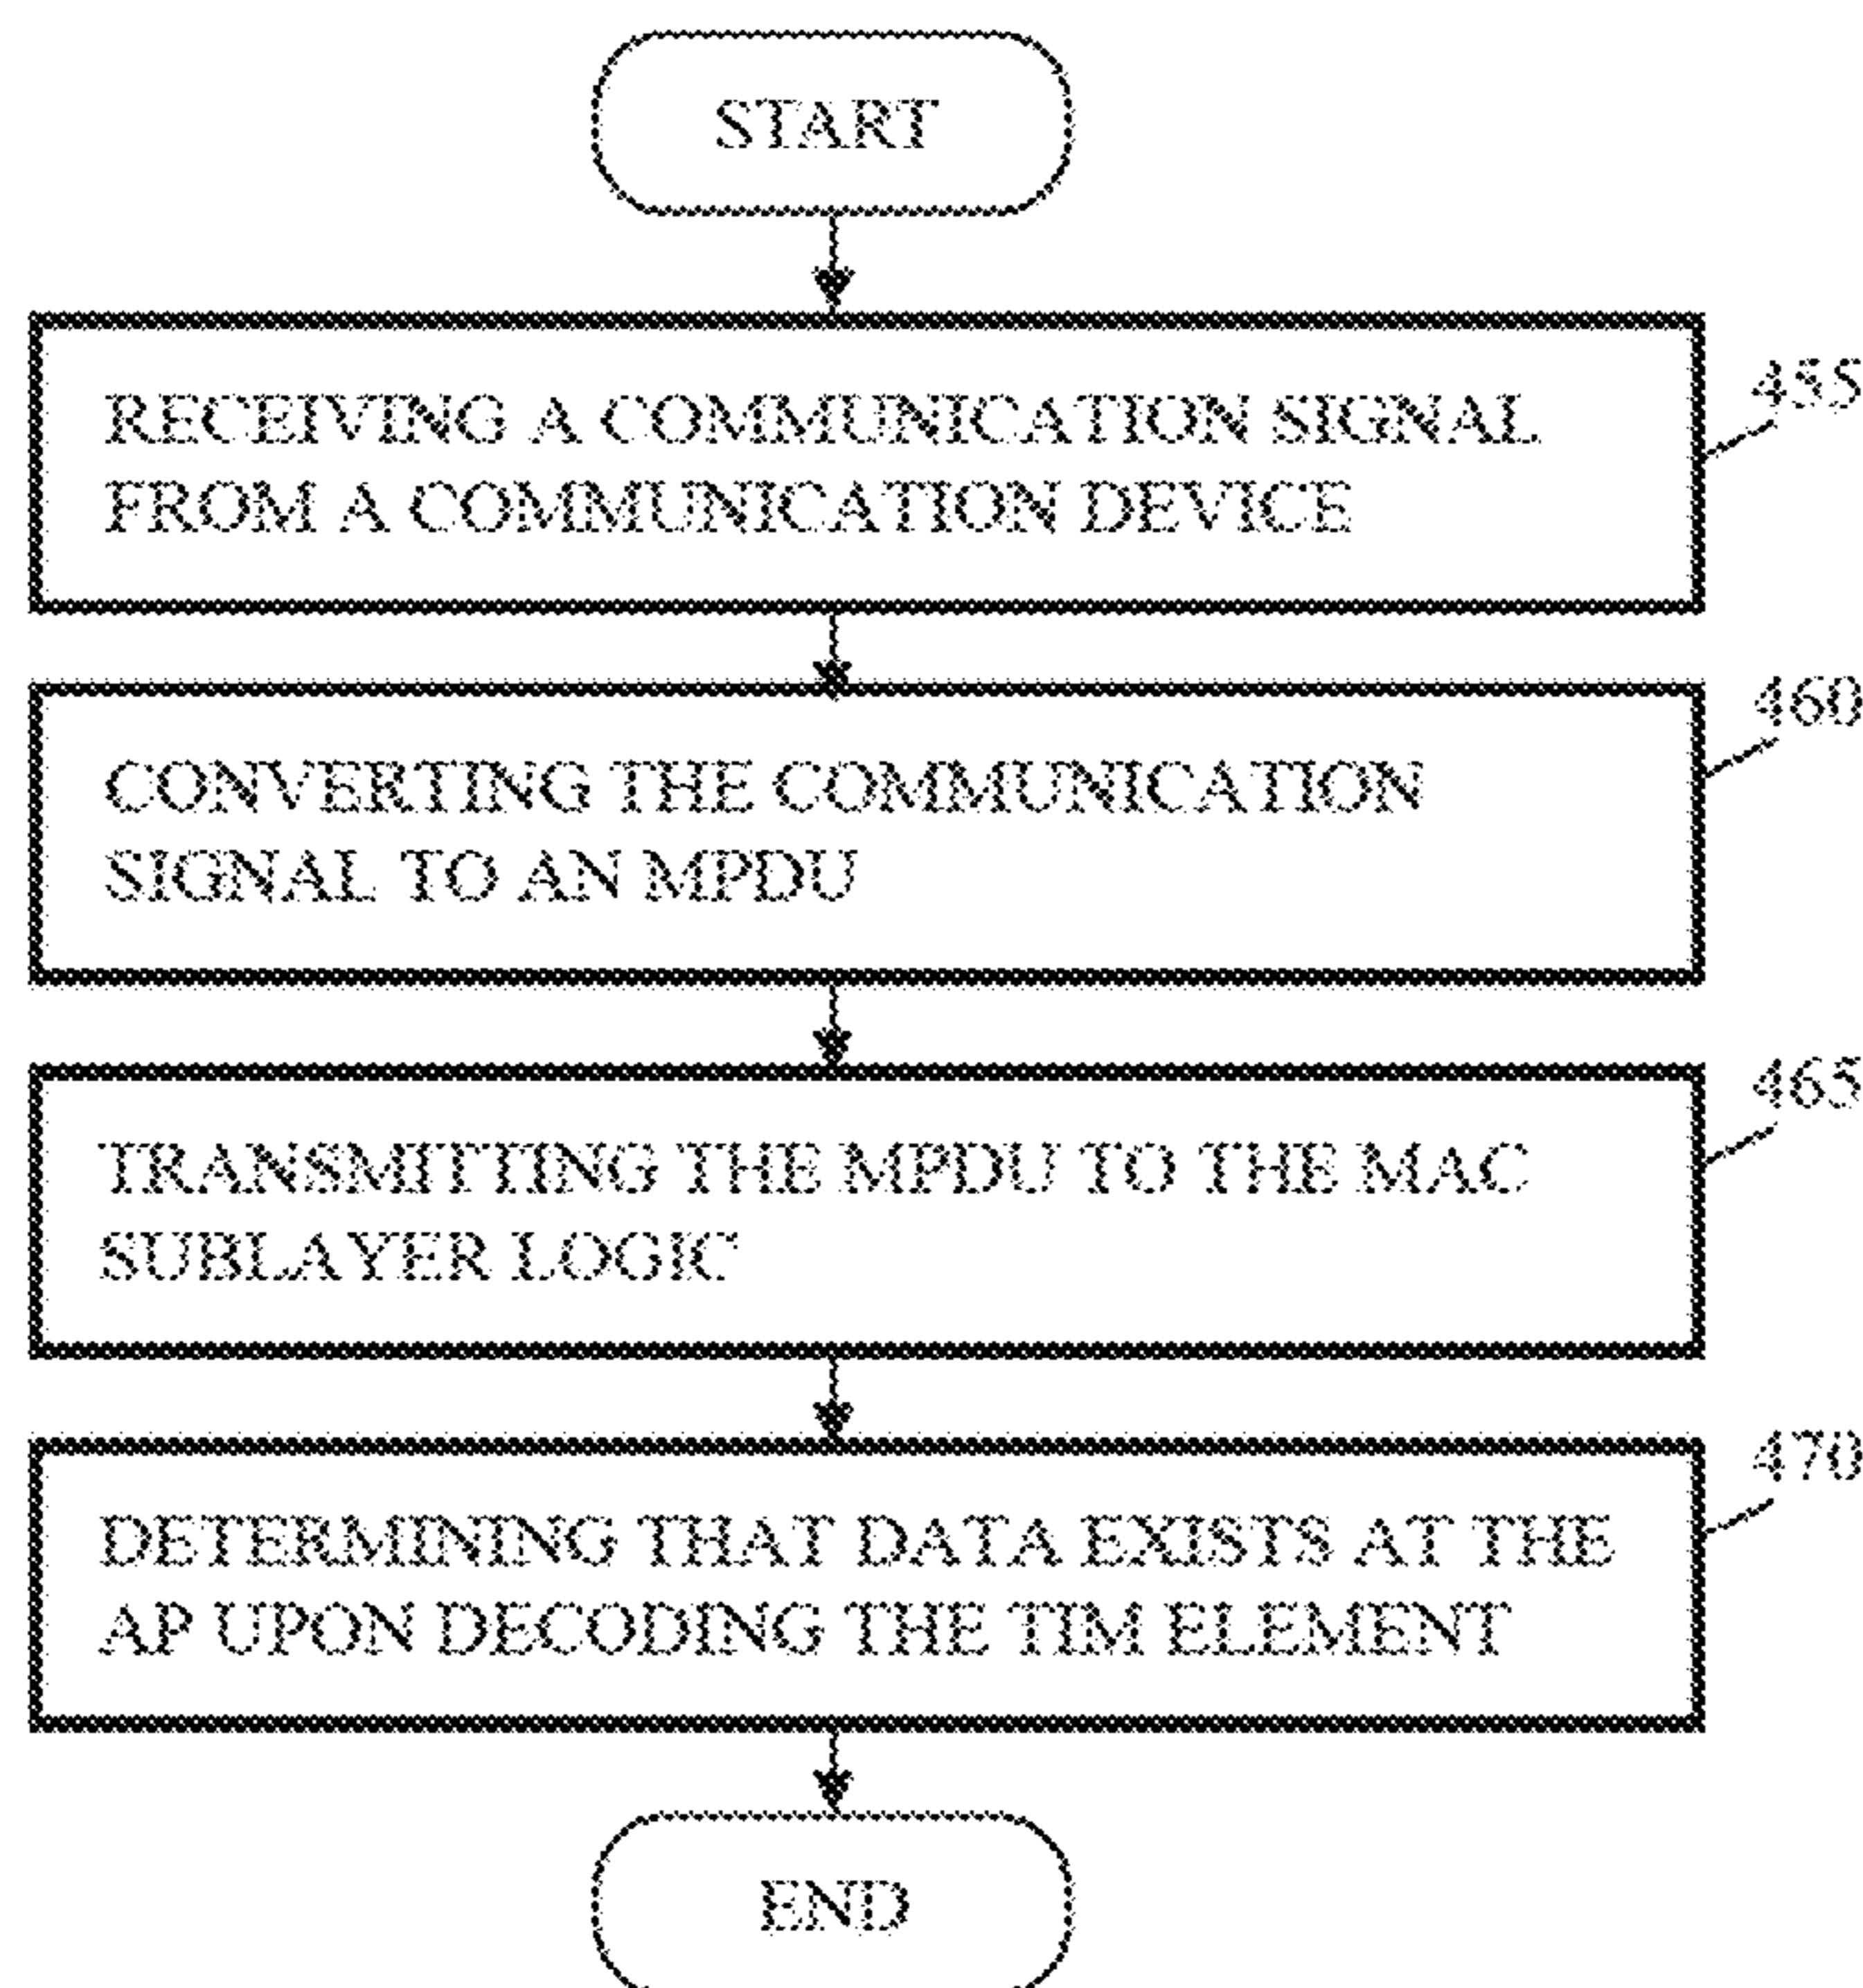 START
RECEIVING A COMMUNICATION SIGNAL
FROM A COMMUNICATION DEVICE
455
CONVERTING THE COMMUNICATION
SIGNAL TO AN MPDU
460
TRANSMITTING THE MPDU TO THE MAC
SUBLAYER LOGIC
465
DETERMINING THAT DATA EXISTS AT THE
AP UPON DECODING THE TIM ELEMENT
470
END